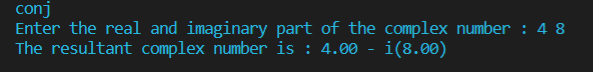 conj
Enter the real and imaginary part of the complex number : 4 8
The resultant complex number is : 4.00 - i(8.00)